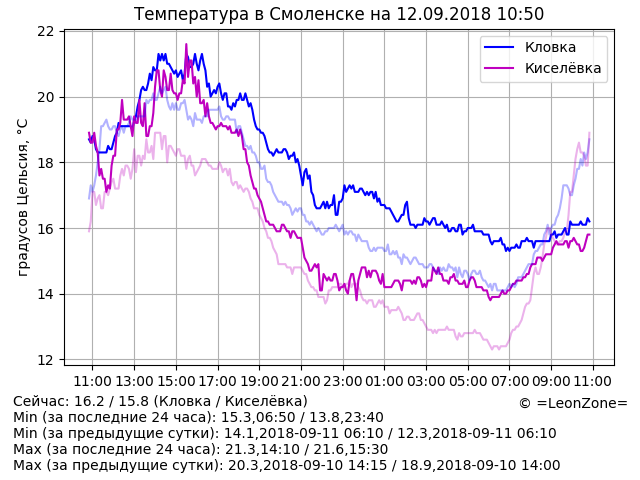 Температура в Смоленске на 12.09.2018 10:50
Кловка
Киселёвка
градусов Цельсия, °C
22
20
18
16
14
12
11:00 13:00 15:00 17:00 19:00 21:00 23:00 01:00 03:00 05:00 07:00 09:00 11:00
Сейчас: 16.2 / 15.8 (Кловка / Киселёвка)
© =LeonZone=
Min (за последние 24 часа): 15.3,06:50 / 13.8,23:40
Min (за предыдущие сутки): 14.1,2018-09-11 06:10 / 12.3,2018-09-11 06:10
Max (за последние 24 часа): 21.3,14:10 / 21.6,15:30
Max (за предыдущие сутки): 20.3,2018-09-10 14:15 / 18.9,2018-09-10 14:00